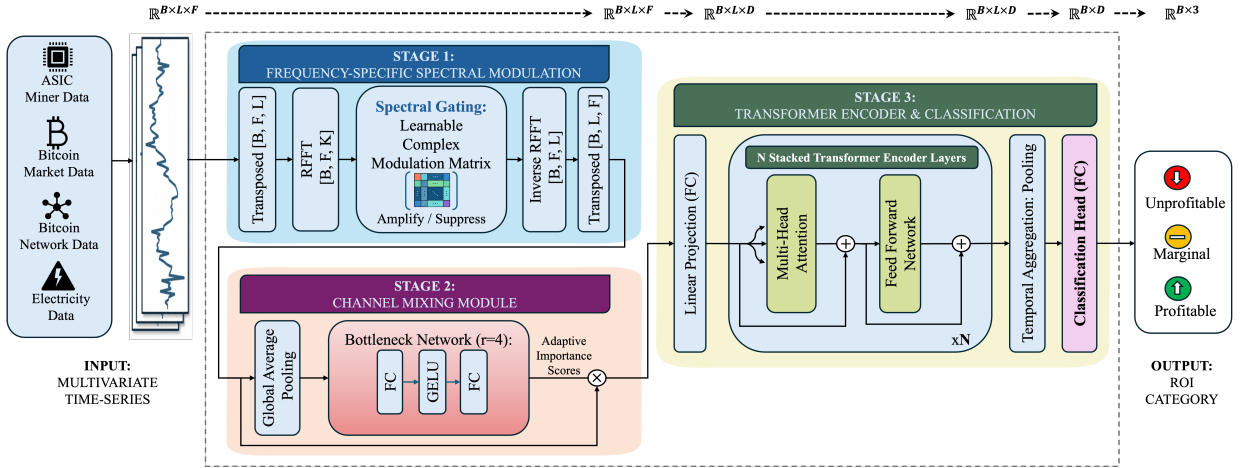 ℝ^{B×L×F}
ℝ^{B×L×F}
ℝ^{B×L×D}
ℝ^{B×L×D}
ℝ^{B×D}
ℝ^{B×3}
ASIC
Miner Data
Bitcoin
Market Data
Bitcoin
Network Data
Electricity
Data
INPUT:
MULTIVARIATE
TIME-SERIES
STAGE 1:
FREQUENCY-SPECIFIC SPECTRAL MODULATION
Transposed [B, F, L]
RFFT
[B, F, K]
Spectral Gating:
Learnable
Complex
Modulation Matrix
Amplify / Suppress
Inverse RFFT
[B, F, L]
Transposed [B, L, F]
STAGE 2:
CHANNEL MIXING MODULE
Global Average
Pooling
Bottleneck Network (r=4):
FC
GELU
FC
Adaptive
Importance
Scores
STAGE 3:
TRANSFORMER ENCODER & CLASSIFICATION
Linear Projection (FC)
N Stacked Transformer Encoder Layers
Multi-Head
Attention
Feed Forward
Network
xN
Temporal Aggregation: Pooling
Classification Head (FC)
Unprofitable
Marginal
Profitable
OUTPUT:
ROI
CATEGORY